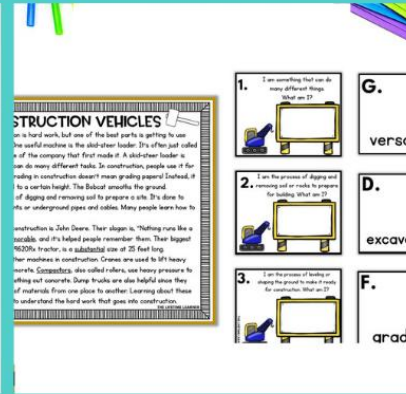 STRUCTION VEHICLES
on is hard work, but one of the best parts is getting to use
One useful machine is the skid-steer loader. It's often just called
e of the company that first made it. A skid-steer loader is
can do many different tasks. In construction, people use it for
rading in construction doesn't mean grading papers! Instead, it
to a certain height. The Bobcat smooths the ground
of digging and removing soil to prepare a site. It's done to
nts or underground pipes and cables. Many people learn how to
onstruction is John Deere. Their slogan is, "Nothing runs like a
morable, and it's helped people remember them. Their biggest
9620Rx tractor, is a substantial size at 25 feet long.
her machines in construction. Cranes are used to lift heavy
ncrete. Compactors, also called rollers, use heavy pressure to
thing out concrete. Dump trucks are also helpful since they
of materials from one place to another. Learning about these
to understand the hard work that goes into construction.
THE LIFETIME LEARNER
1.
I am something that can do
many different things.
What am I?
2.
I am the process of digging and
removing soil or rocks to prepare
for building. What am I?
3.
I am the process of leveling or
shaping the ground to make it ready
for construction. What am I?
G.
versa
D.
excava
F.
grad